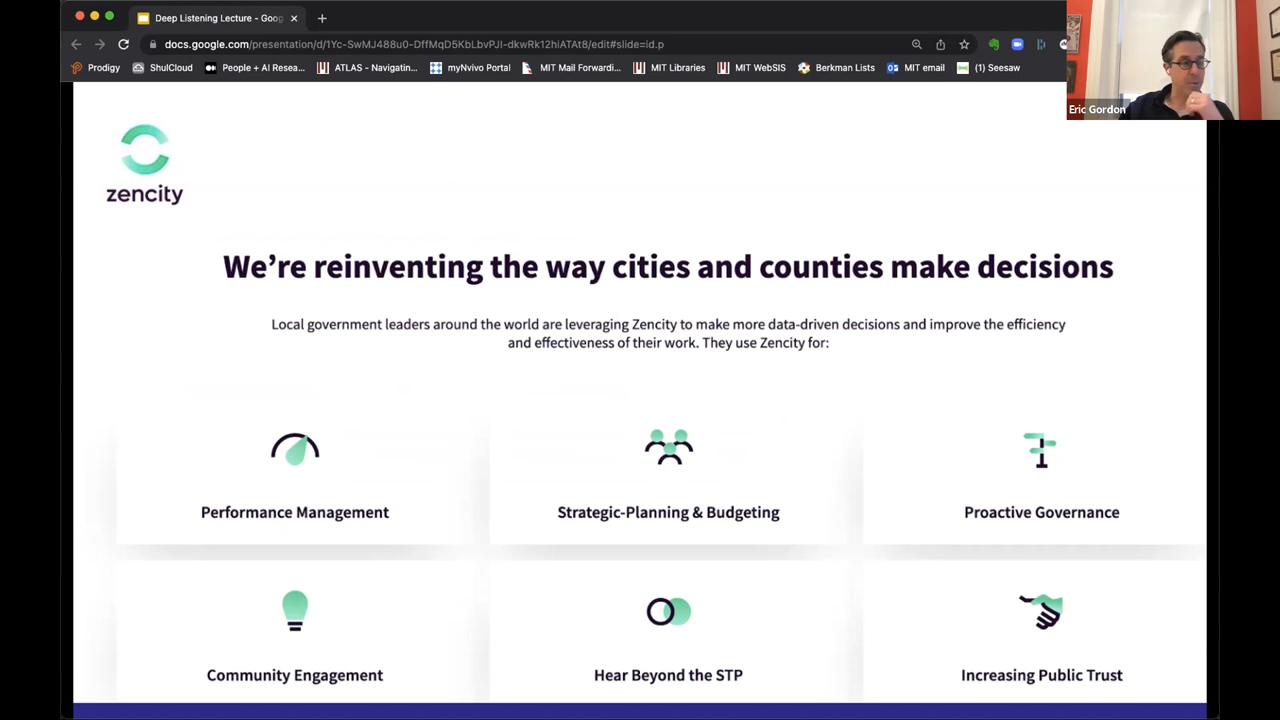 Deep Listening Lecture - Goog
docs.google.com/presentation/d/1Yc-SwMJ488u0-DffMqD5KbLbvPJI-dkwRk12hiATAt8/edit#slide=id.p
Prodigy
ShulCloud
People + AI Resea...
ATLAS - Navigatin...
myNvivo Portal
MIT Mail Forwardi...
MIT Libraries
MIT WebSIS
Berkman Lists
MIT email
(1) Seesaw
Eric Gordon
zencity
We're reinventing the way cities and counties make decisions
Local government leaders around the world are leveraging Zencity to make more data-driven decisions and improve the efficiency
and effectiveness of their work. They use Zencity for:
Performance Management
Strategic-Planning & Budgeting
Proactive Governance
Community Engagement
Hear Beyond the STP
Increasing Public Trust